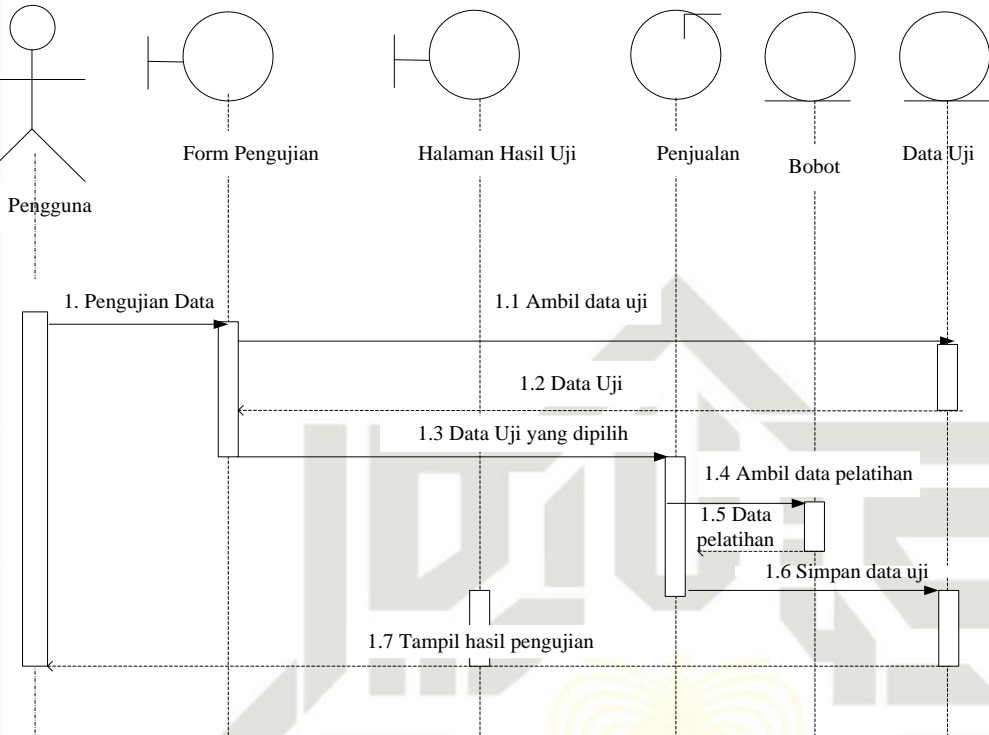 Form Pengujian
Halaman Hasil Uji
Penjualan
Bobot
Data Uji
Pengguna
1. Pengujian Data
1.1 Ambil data uji
1.2 Data Uji
1.3 Data Uji yang dipilih
1.4 Ambil data pelatihan
1.5 Data
pelatihan
1.6 Simpan data uji
1.7 Tampil hasil pengujian